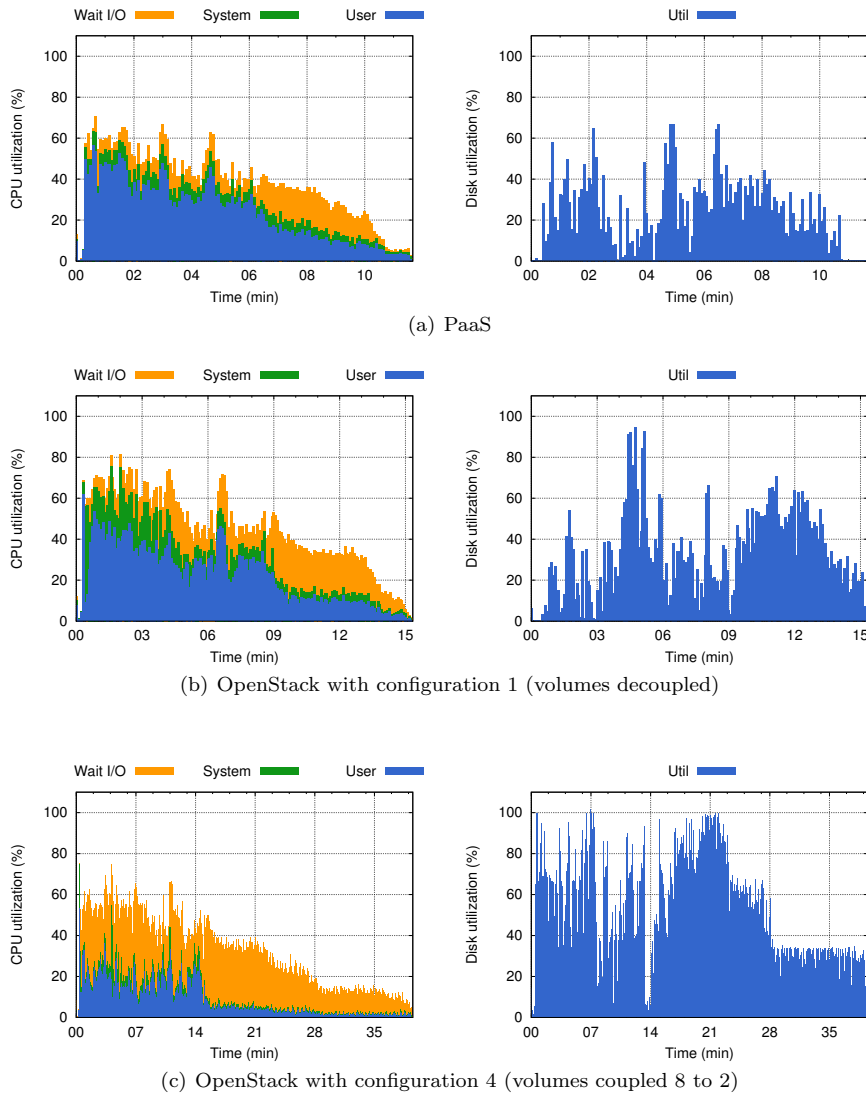 Wait I/O System User
Util
CPU utilization (%)
100
80
60
40
20
0
00 02 04 06 08 10
Time (min)
Disk utilization (%)
100
80
60
40
20
0
00 02 04 06 08 10
Time (min)
(a) PaaS
Wait I/O System User
Util
CPU utilization (%)
100
80
60
40
20
0
00 03 06 09 12 15
Time (min)
Disk utilization (%)
100
80
60
40
20
0
00 03 06 09 12 15
Time (min)
(b) OpenStack with configuration 1 (volumes decoupled)
Wait I/O System User
Util
CPU utilization (%)
100
80
60
40
20
0
00 07 14 21 28 35
Time (min)
Disk utilization (%)
100
80
60
40
20
0
00 07 14 21 28 35
Time (min)
(c) OpenStack with configuration 4 (volumes coupled 8 to 2)